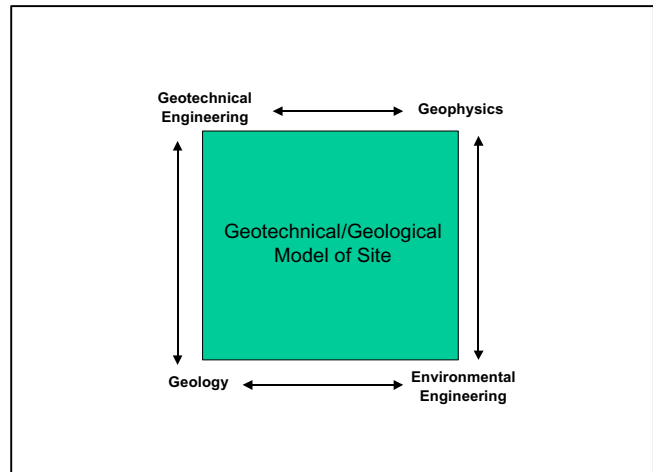 Geotechnical
Engineering
Geophysics
Geotechnical/Geological
Model of Site
Geology
Environmental
Engineering